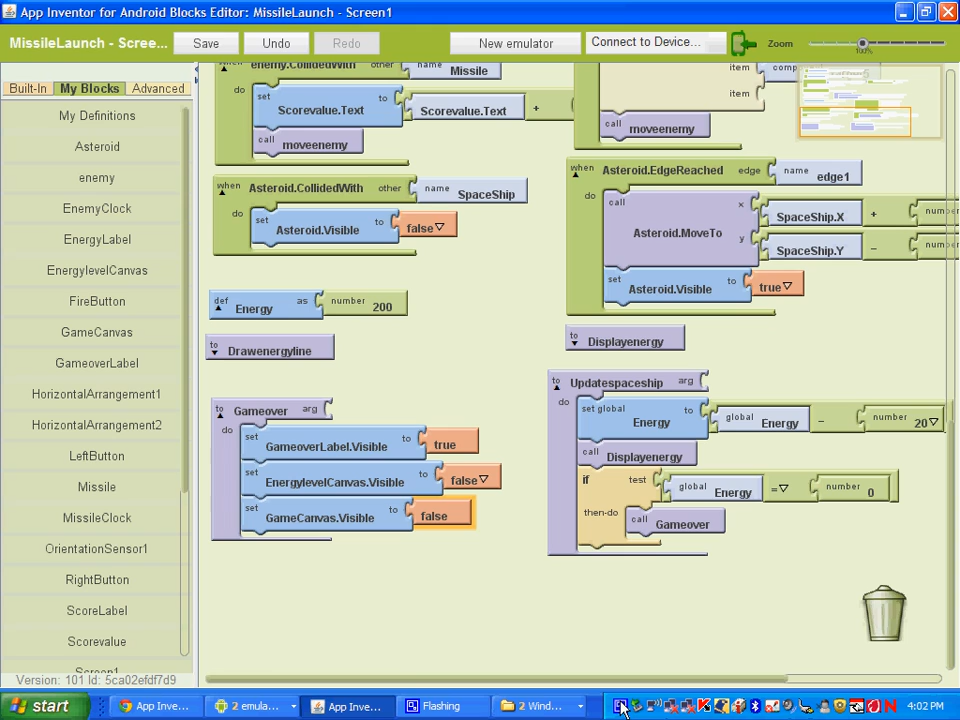 App Inventor for Android Blocks Editor: MissileLaunch - Screen1
MissileLaunch - Scree... Save Undo Redo New emulator Connect to Device... Zoom
100%
Built-In My Blocks Advanced
My Definitions
Asteroid
enemy
EnemyClock
EnergyLabel
EnergylevelCanvas
FireButton
GameCanvas
GameoverLabel
HorizontalArrangement1
HorizontalArrangement2
LeftButton
Missile
MissileClock
OrientationSensor1
RightButton
ScoreLabel
Scorevalue
Screen1
Version: 101 Id: 5ca02efdf7d9
enemy.CollidedWith other name Missile
do set Scorevalue.Text to Scorevalue.Text +
call moveenemy
item
item
call moveenemy
when Asteroid.CollidedWith other name SpaceShip
do set Asteroid.Visible to false
when Asteroid.EdgeReached edge name edge1
do call Asteroid.MoveTo
x SpaceShip.X +
y SpaceShip.Y −
set Asteroid.Visible to true
def Energy as number 200
to Drawenergyline
to Displayenergy
to Gameover arg
do set GameoverLabel.Visible to true
set EnergylevelCanvas.Visible to false
set GameCanvas.Visible to false
to Updatespaceship arg
do set global Energy to global Energy − number 20
call Displayenergy
if test global Energy = number 0
then-do call Gameover
start App Inve... 2 emula... App Inve... Flashing 2 Wind... 4:02 PM